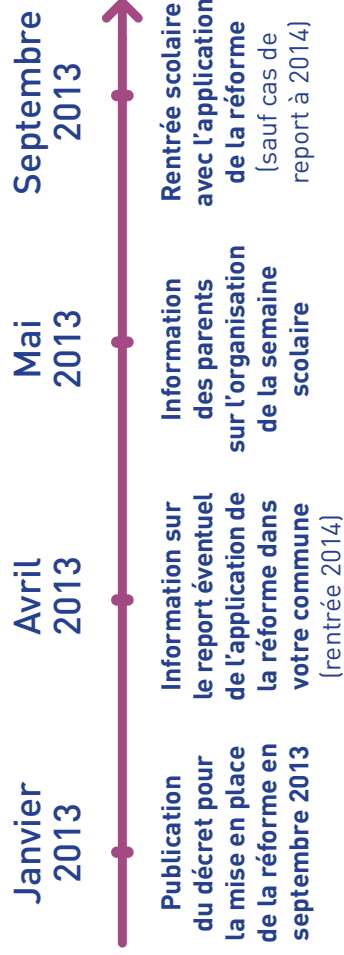 Janvier
2013
Publication
du décret pour
la mise en place
de la réforme en
septembre 2013
Avril
2013
Information sur
le report éventuel
de l'application de
la réforme dans
votre commune
(rentrée 2014)
Mai
2013
Information
des parents
sur l'organisation
de la semaine
scolaire
Septembre
2013
Rentrée scolaire
avec l'application
de la réforme
(sauf cas de
report à 2014)